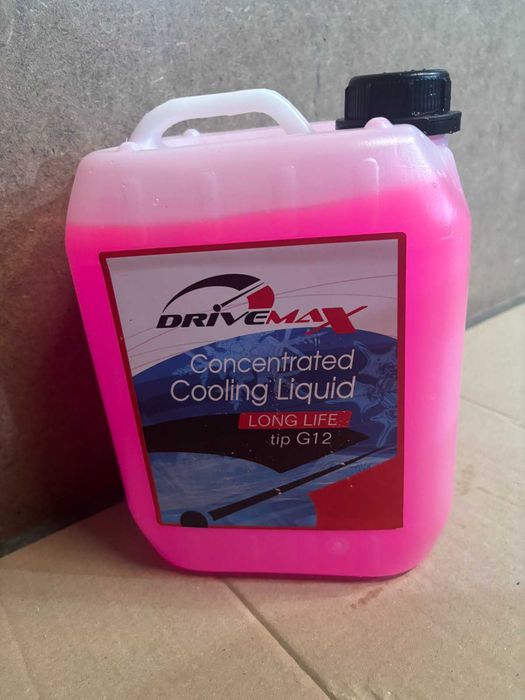 DRIVEMAX
Concentrated
Cooling Liquid
LONG LIFE
tip G12